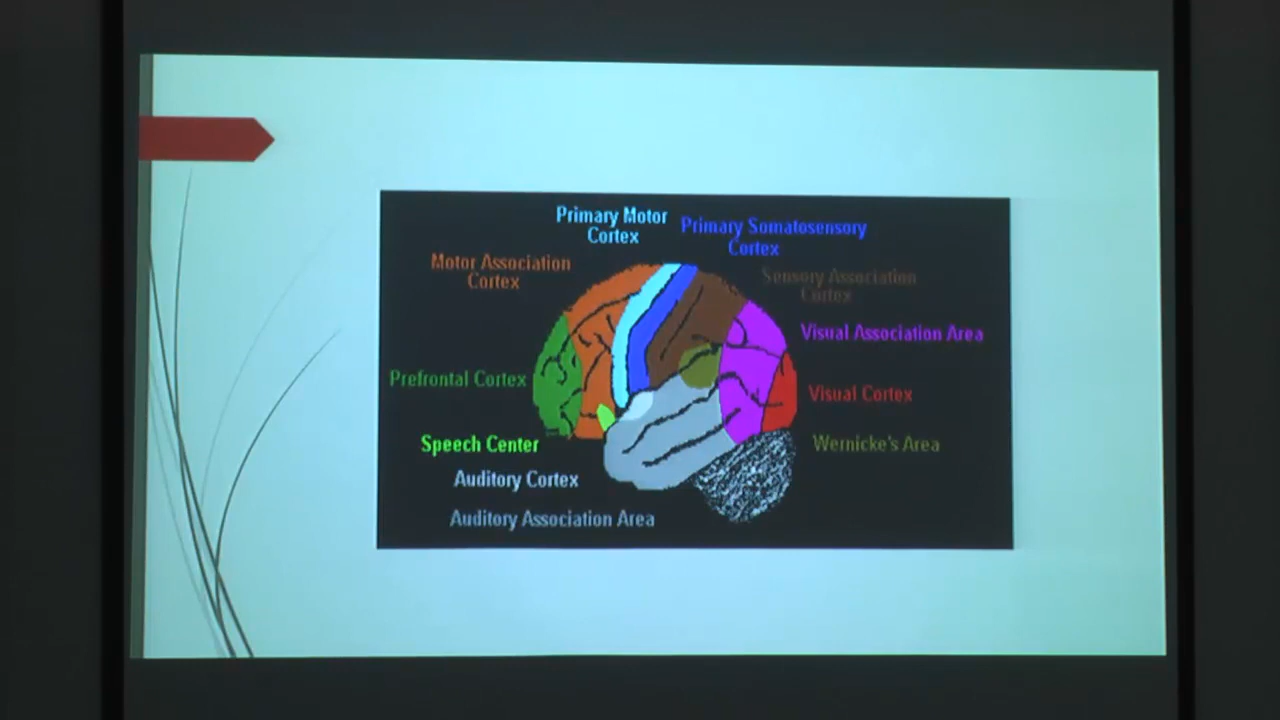 Primary Motor
Cortex
Primary Somatosensory
Cortex
Motor Association
Cortex
Sensory Association
Cortex
Visual Association Area
Prefrontal Cortex
Visual Cortex
Speech Center
Wernicke's Area
Auditory Cortex
Auditory Association Area